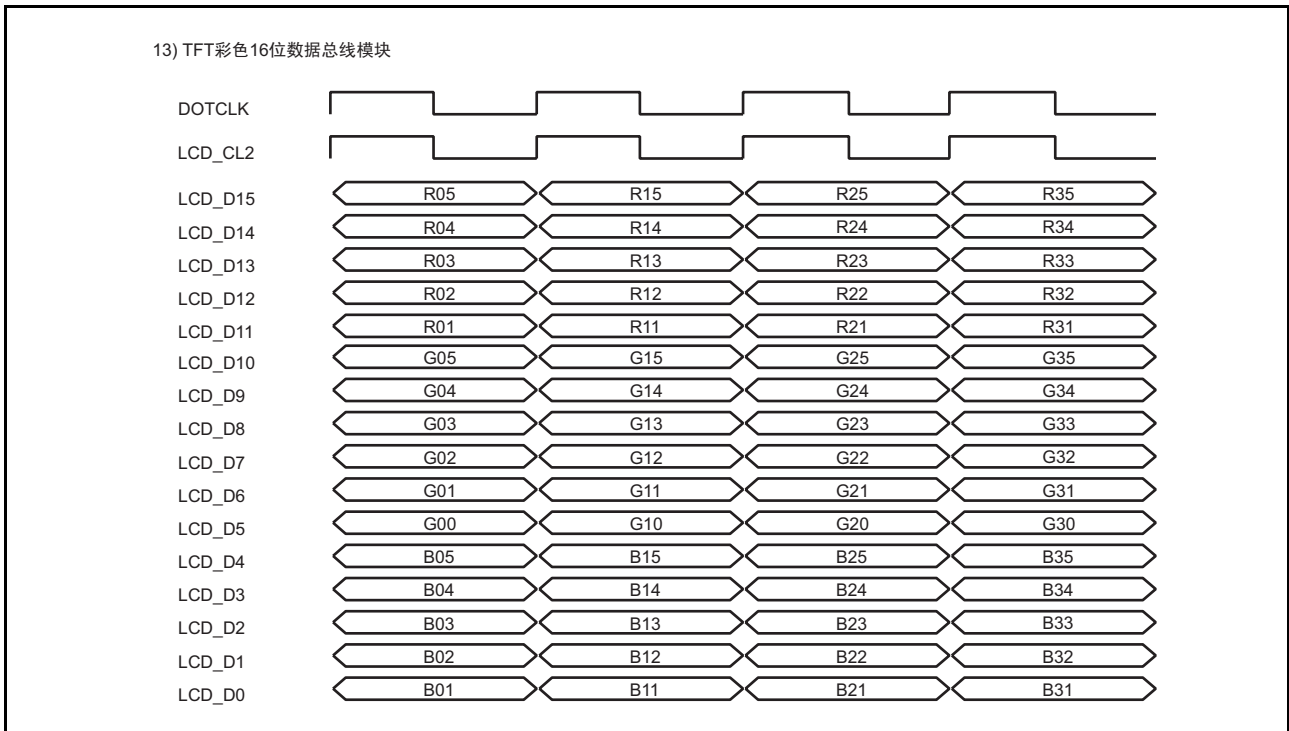 13) TFT彩色16位数据总线模块
DOTCLK
LCD_CL2
LCD_D15 R05 R15 R25 R35
LCD_D14 R04 R14 R24 R34
LCD_D13 R03 R13 R23 R33
LCD_D12 R02 R12 R22 R32
LCD_D11 R01 R11 R21 R31
LCD_D10 G05 G15 G25 G35
LCD_D9 G04 G14 G24 G34
LCD_D8 G03 G13 G23 G33
LCD_D7 G02 G12 G22 G32
LCD_D6 G01 G11 G21 G31
LCD_D5 G00 G10 G20 G30
LCD_D4 B05 B15 B25 B35
LCD_D3 B04 B14 B24 B34
LCD_D2 B03 B13 B23 B33
LCD_D1 B02 B12 B22 B32
LCD_D0 B01 B11 B21 B31